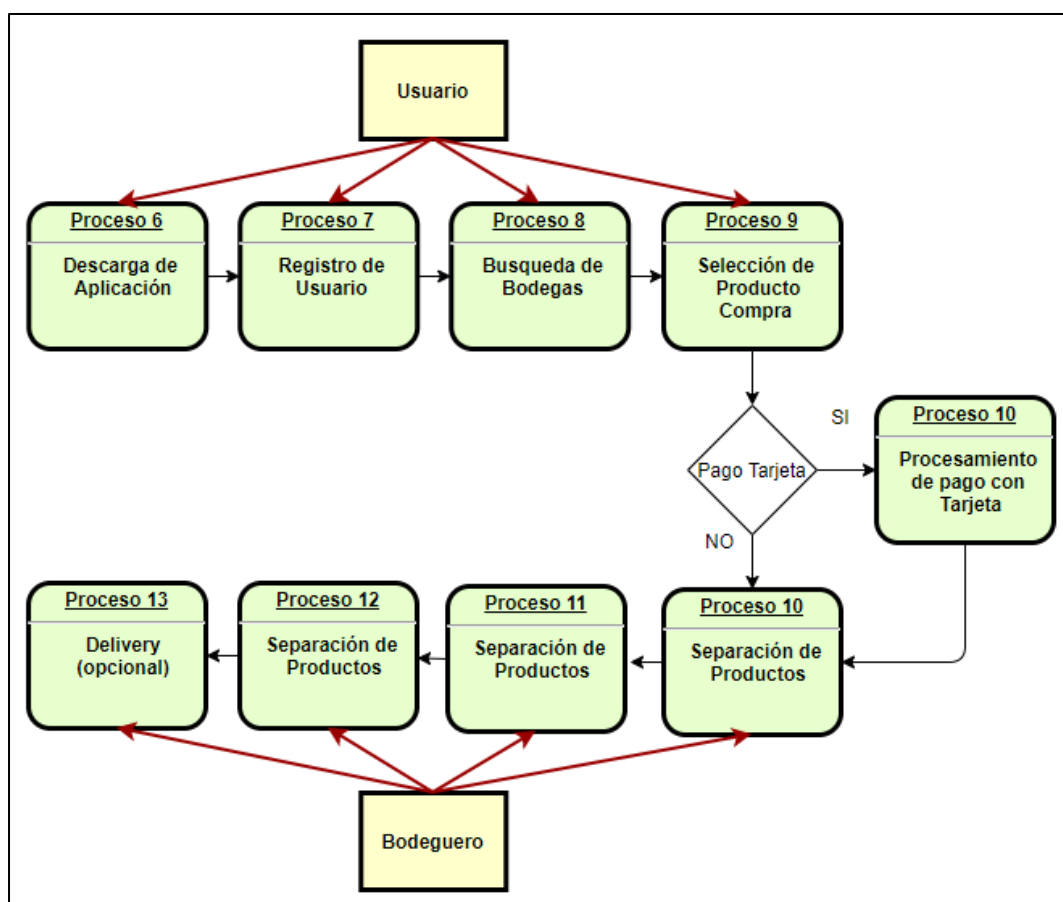 Usuario
Proceso 6
Descarga de
Aplicación
Proceso 7
Registro de
Usuario
Proceso 8
Busqueda de
Bodegas
Proceso 9
Selección de
Producto
Compra
Pago Tarjeta
SI
NO
Proceso 10
Procesamiento
de pago con
Tarjeta
Proceso 10
Separación de
Productos
Proceso 11
Separación de
Productos
Proceso 12
Separación de
Productos
Proceso 13
Delivery
(opcional)
Bodeguero